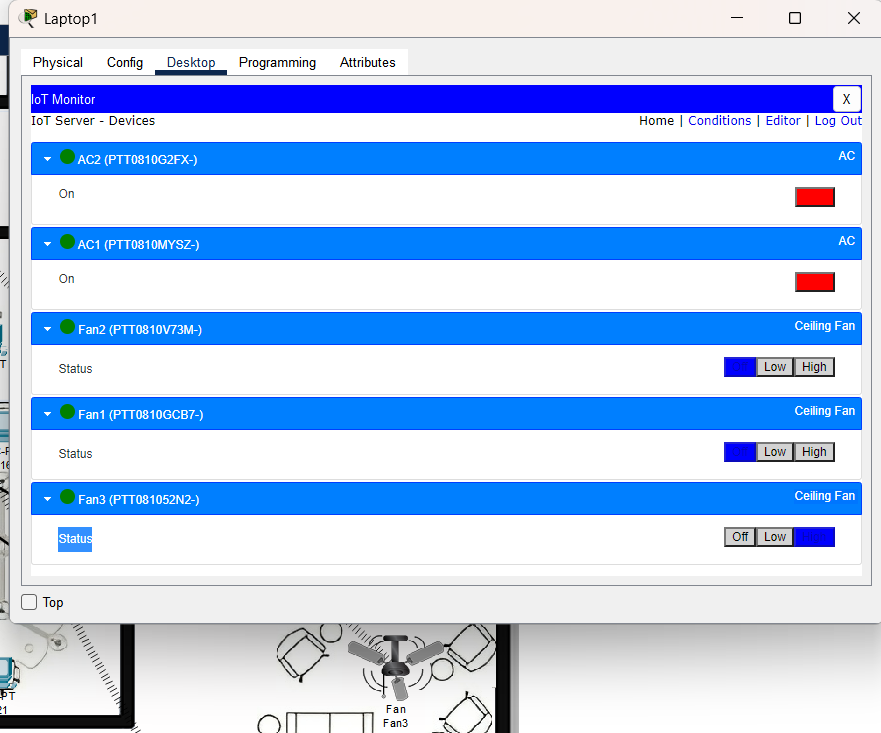 Laptop1
Physical Config Desktop Programming Attributes
IoT Monitor X
IoT Server - Devices Home | Conditions | Editor | Log Out
AC2 (PTT0810G2FX-) AC
On
AC1 (PTT0810MYSZ-) AC
On
Fan2 (PTT0810V73M-) Ceiling Fan
Status Low High
Fan1 (PTT0810GCB7-) Ceiling Fan
Status Low High
Fan3 (PTT081052N2-) Ceiling Fan
Status Off Low High
Top
Fan
Fan3